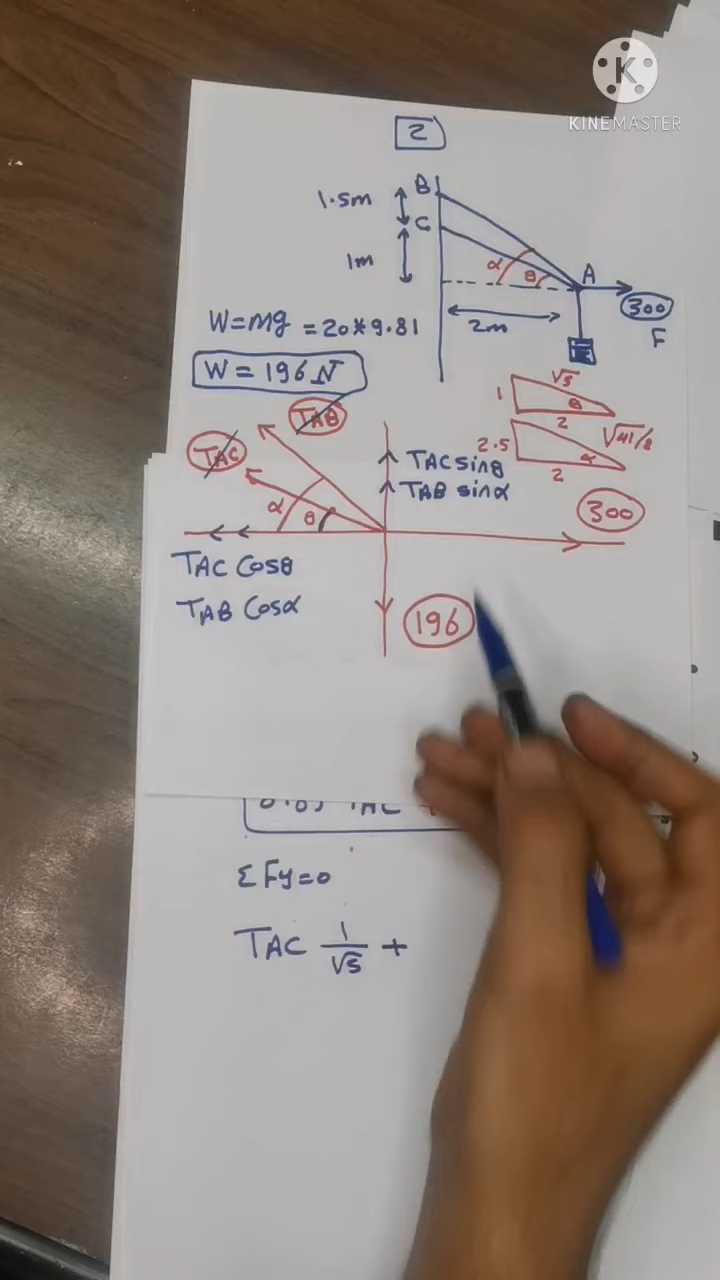 K
KINEMASTER
2
B
1.5m
C
1m
α
θ
A
300
F
2m
W=mg = 20*9.81
W = 196 N
1
√5
θ
2
2.5
√41/2
α
2
TAB
TAC
α
θ
TAC sinθ
TAB sinα
300
TAC Cosθ
TAB Cosα
196
TAC
ΣFy=0
TAC 1/√5 +